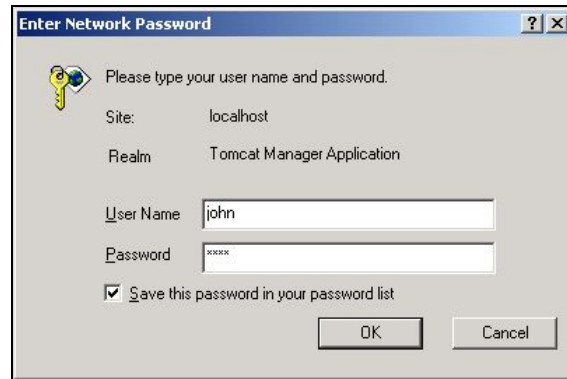 Enter Network Password
? ×
Please type your user name and password.
Site: localhost
Realm Tomcat Manager Application
User Name john
Password ××××
Save this password in your password list
OK Cancel